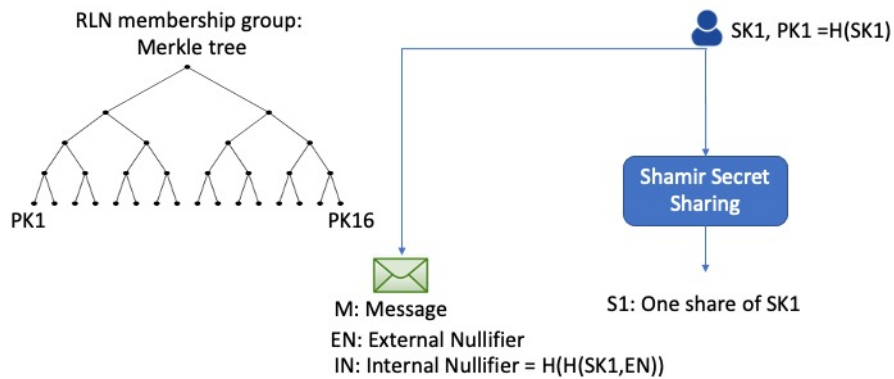 RLN membership group:
Merkle tree
PK1
PK16
SK1, PK1 =H(SK1)
Shamir Secret
Sharing
S1: One share of SK1
M: Message
EN: External Nullifier
IN: Internal Nullifier = H(H(SK1,EN))